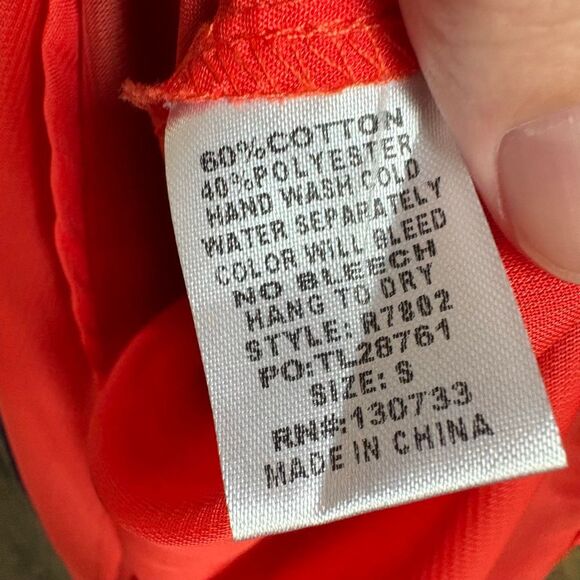 60%COTTON
40%POLYESTER
HAND WASH COLD
WATER SEPARATELY
COLOR WILL BLEED
NO BLEECH
HANG TO DRY
STYLE: R7802
PO:TL28761
SIZE: S
RN#:130733
MADE IN CHINA